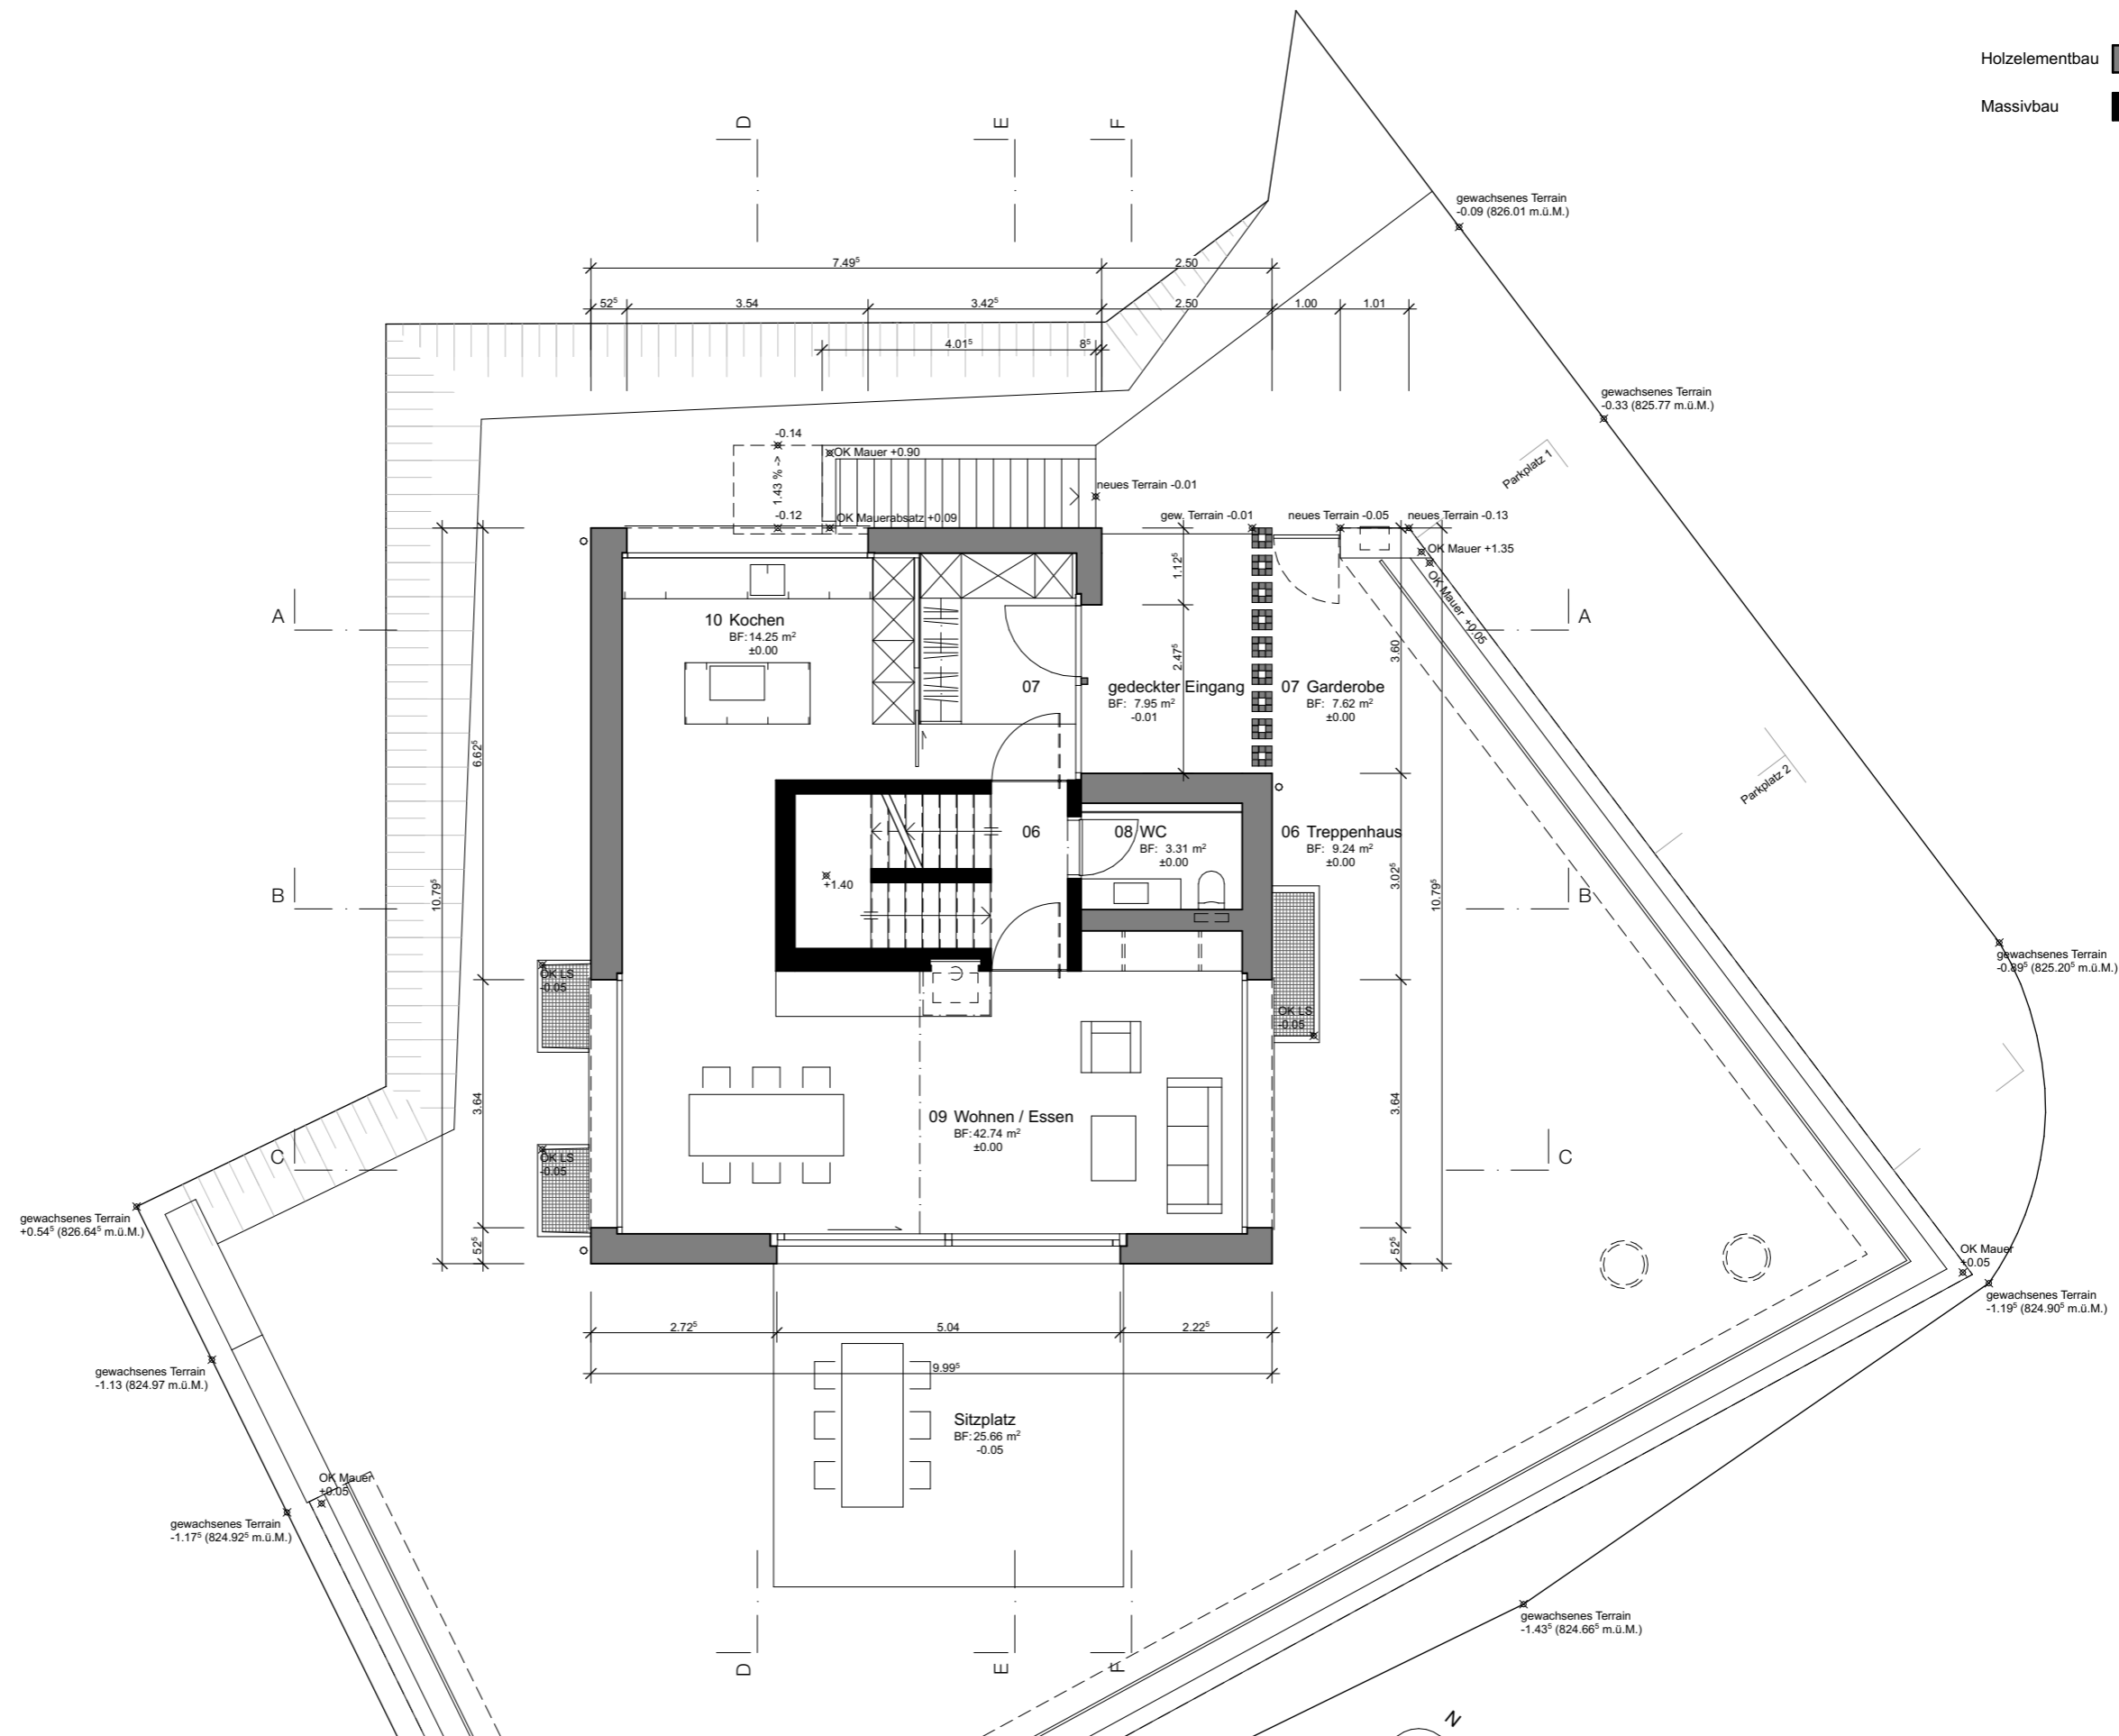 Holzelementbau
Massivbau
D
E
F
gewachsenes Terrain
-0.09 (826.01 m.ü.M.)
7.49⁵
2.50
52⁵
3.54
3.42⁵
2.50
1.00
1.01
4.01⁵
8⁵
gewachsenes Terrain
-0.33 (825.77 m.ü.M.)
-0.14
OK Mauer +0.90
1.43 % ->
Parkplatz 1
neues Terrain -0.01
-0.12
OK Mauerabsatz +0.09
gew. Terrain -0.01
neues Terrain -0.05
neues Terrain -0.13
OK Mauer +1.35
OK Mauer +0.05
1.12⁵
A
A
10 Kochen
BF: 14.25 m²
±0.00
2.47⁵
3.60
07
gedeckter Eingang
BF: 7.95 m²
-0.01
07 Garderobe
BF: 7.62 m²
±0.00
6.62⁵
Parkplatz 2
06
08 WC
BF: 3.31 m²
±0.00
06 Treppenhaus
BF: 9.24 m²
±0.00
+1.40
3.02⁵
B
B
10.79⁵
10.79⁵
gewachsenes Terrain
-0.89⁵ (825.20⁵ m.ü.M.)
OK LS
-0.05
OK LS
-0.05
3.64
3.64
09 Wohnen / Essen
BF: 42.74 m²
±0.00
OK LS
-0.05
C
C
gewachsenes Terrain
+0.54⁵ (826.64⁵ m.ü.M.)
52⁵
52⁵
OK Mauer
+0.05
gewachsenes Terrain
-1.19⁵ (824.90⁵ m.ü.M.)
2.72⁵
5.04
2.22⁵
9.99⁵
gewachsenes Terrain
-1.13 (824.97 m.ü.M.)
Sitzplatz
BF: 25.66 m²
-0.05
OK Mauer
+0.05
gewachsenes Terrain
-1.17⁵ (824.92⁵ m.ü.M.)
gewachsenes Terrain
-1.43⁵ (824.66⁵ m.ü.M.)
D
E
F
N